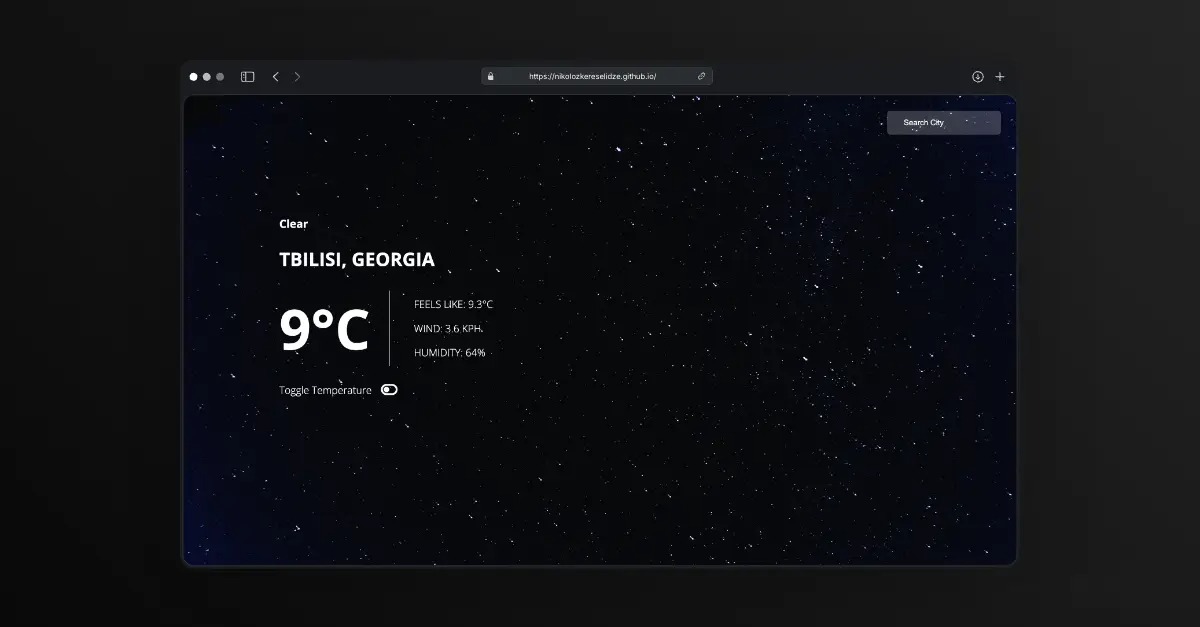 https://nikolozkereselidze.github.io/
Search City
Clear
TBILISI, GEORGIA
9°C
FEELS LIKE: 9.3°C
WIND: 3.6 KPH
HUMIDITY: 64%
Toggle Temperature